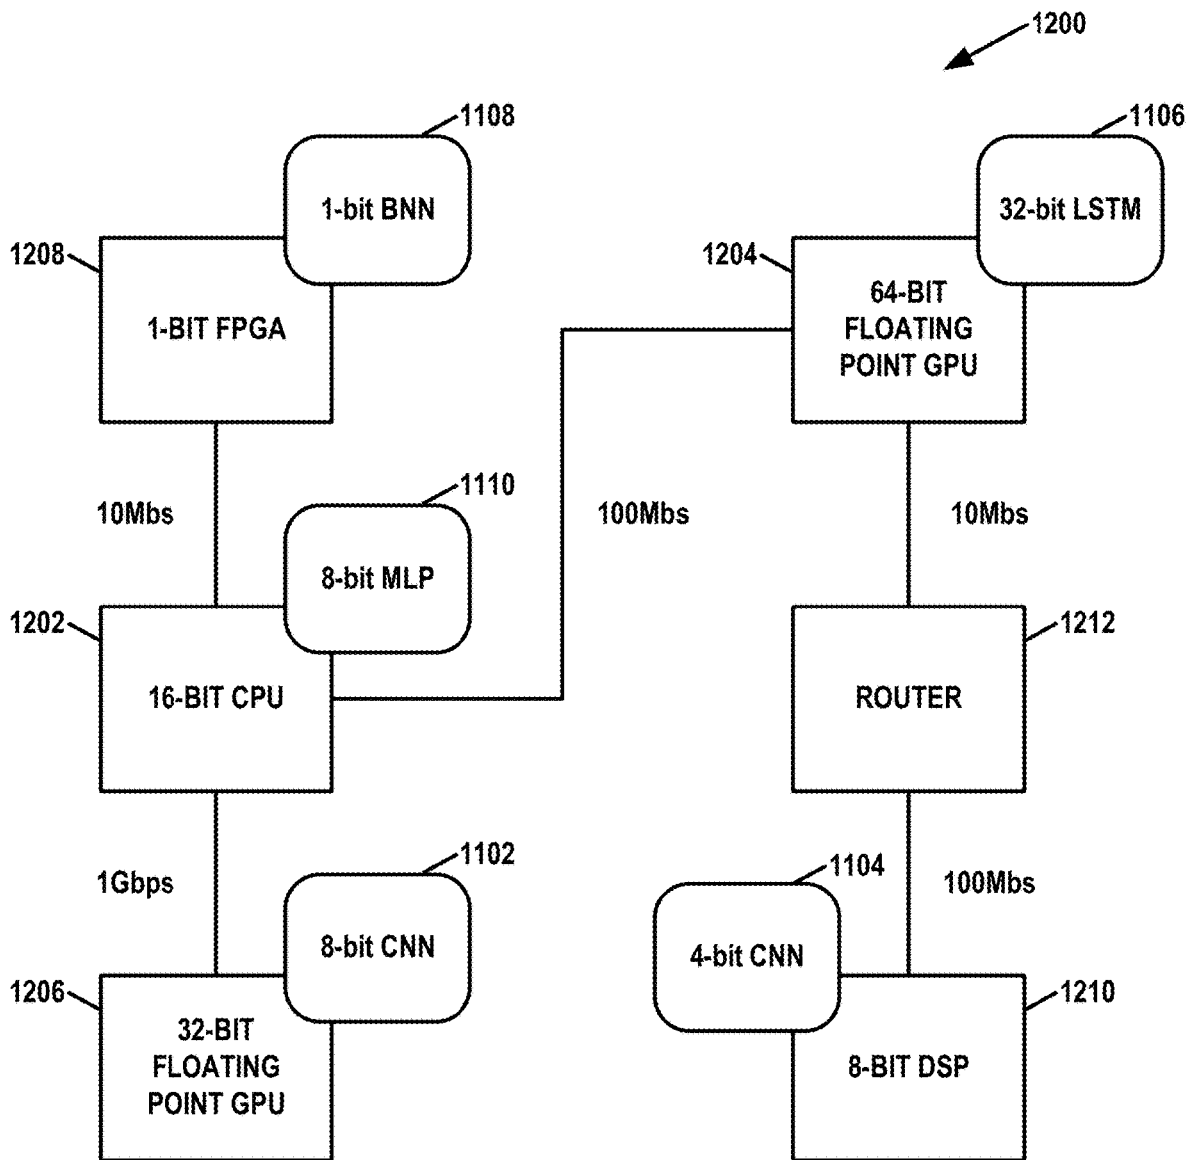 1200
1108
1106
1-bit BNN
32-bit LSTM
1208
1204
1-BIT FPGA
64-BIT
FLOATING
POINT GPU
1110
10Mbs
100Mbs
10Mbs
8-bit MLP
1202
1212
16-BIT CPU
ROUTER
1102
1104
1Gbps
100Mbs
8-bit CNN
4-bit CNN
1206
1210
32-BIT
FLOATING
POINT GPU
8-BIT DSP